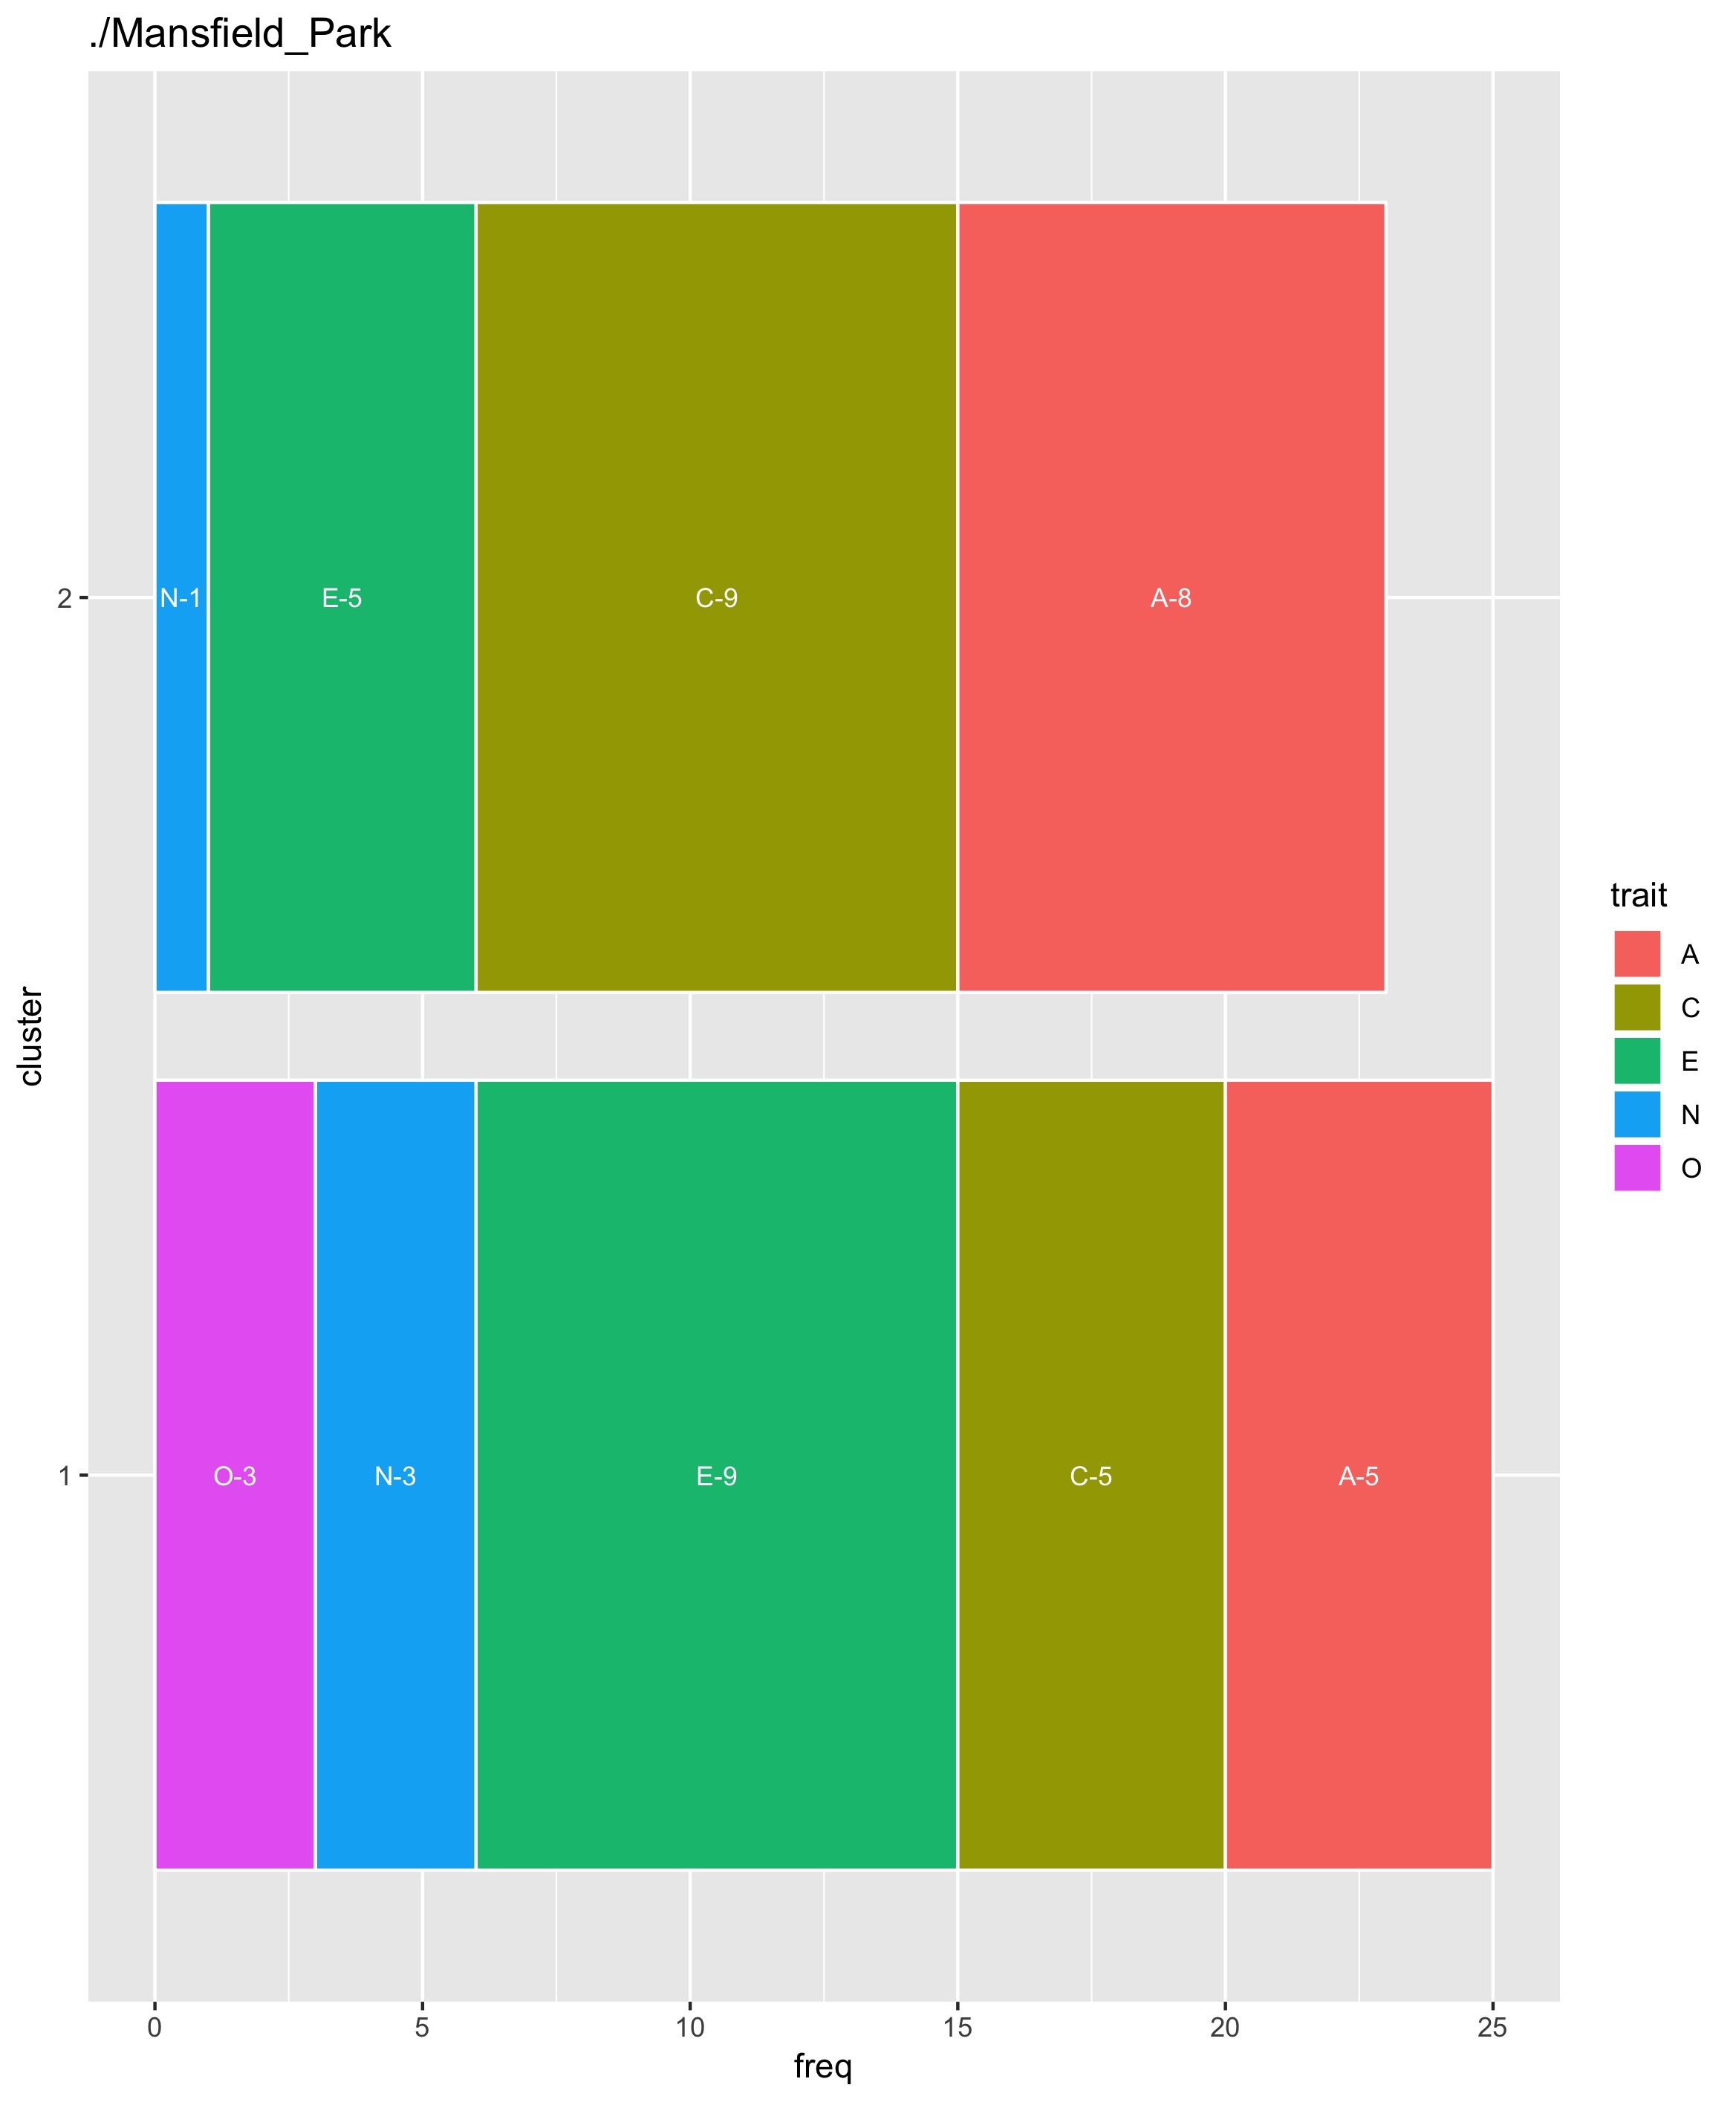 ./Mansfield_Park
2
N-1
E-5
C-9
A-8
cluster
1
O-3
N-3
E-9
C-5
A-5
trait
A
C
E
N
O
0
5
10
15
20
25
freq